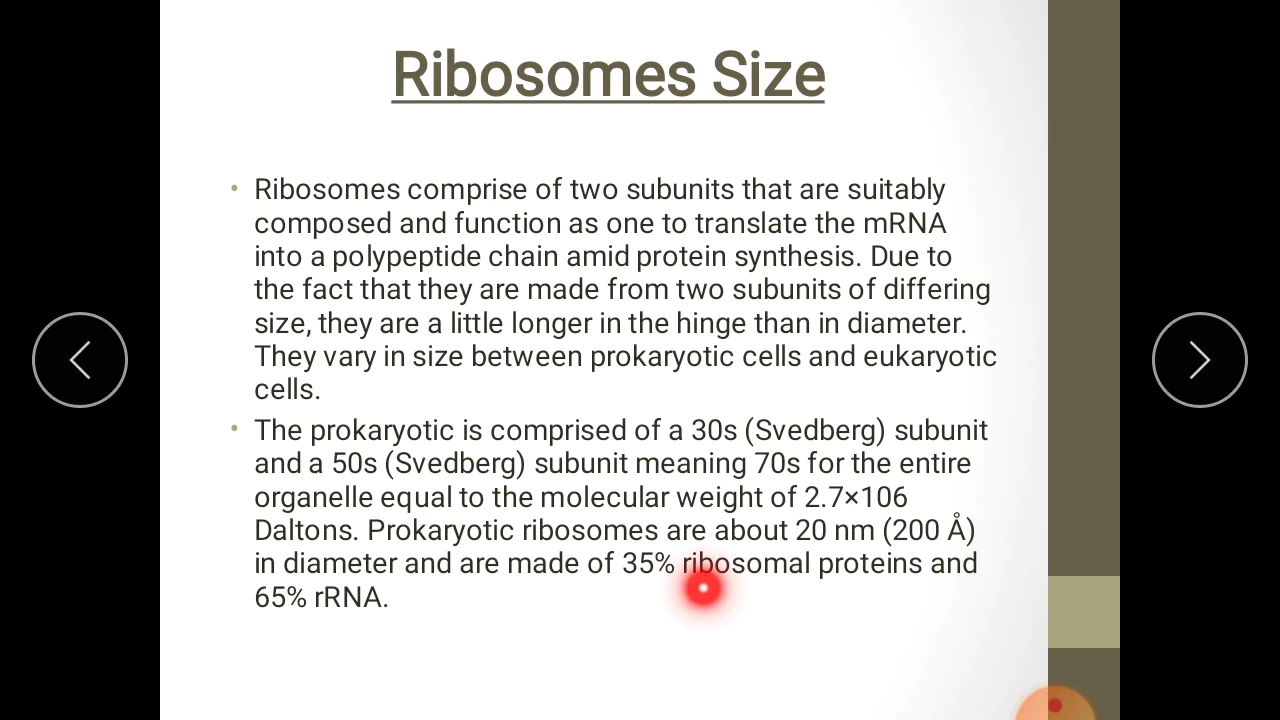 Ribosomes Size
• Ribosomes comprise of two subunits that are suitably
composed and function as one to translate the mRNA
into a polypeptide chain amid protein synthesis. Due to
the fact that they are made from two subunits of differing
size, they are a little longer in the hinge than in diameter.
They vary in size between prokaryotic cells and eukaryotic
cells.
• The prokaryotic is comprised of a 30s (Svedberg) subunit
and a 50s (Svedberg) subunit meaning 70s for the entire
organelle equal to the molecular weight of 2.7×106
Daltons. Prokaryotic ribosomes are about 20 nm (200 Å)
in diameter and are made of 35% ribosomal proteins and
65% rRNA.